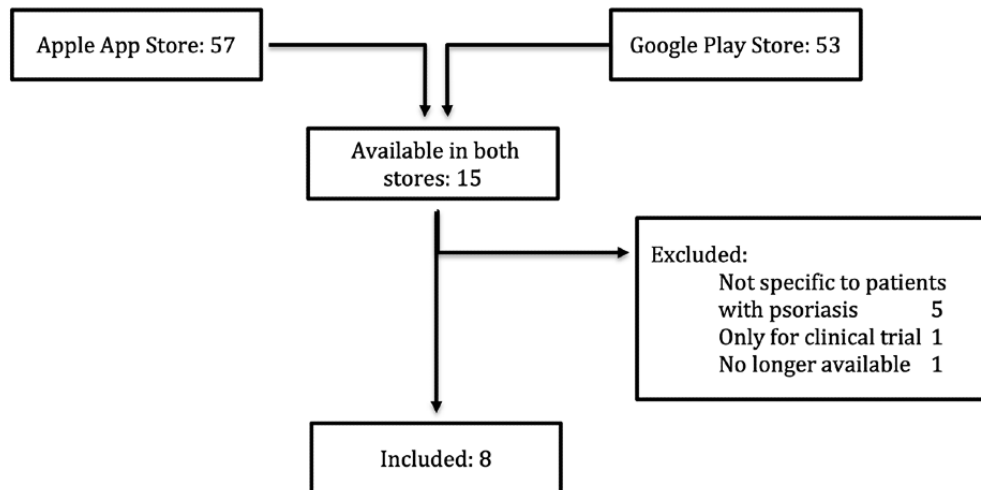 Apple App Store: 57
Google Play Store: 53
Available in both
stores: 15
Excluded:
Not specific to patients
with psoriasis 5
Only for clinical trial 1
No longer available 1
Included: 8